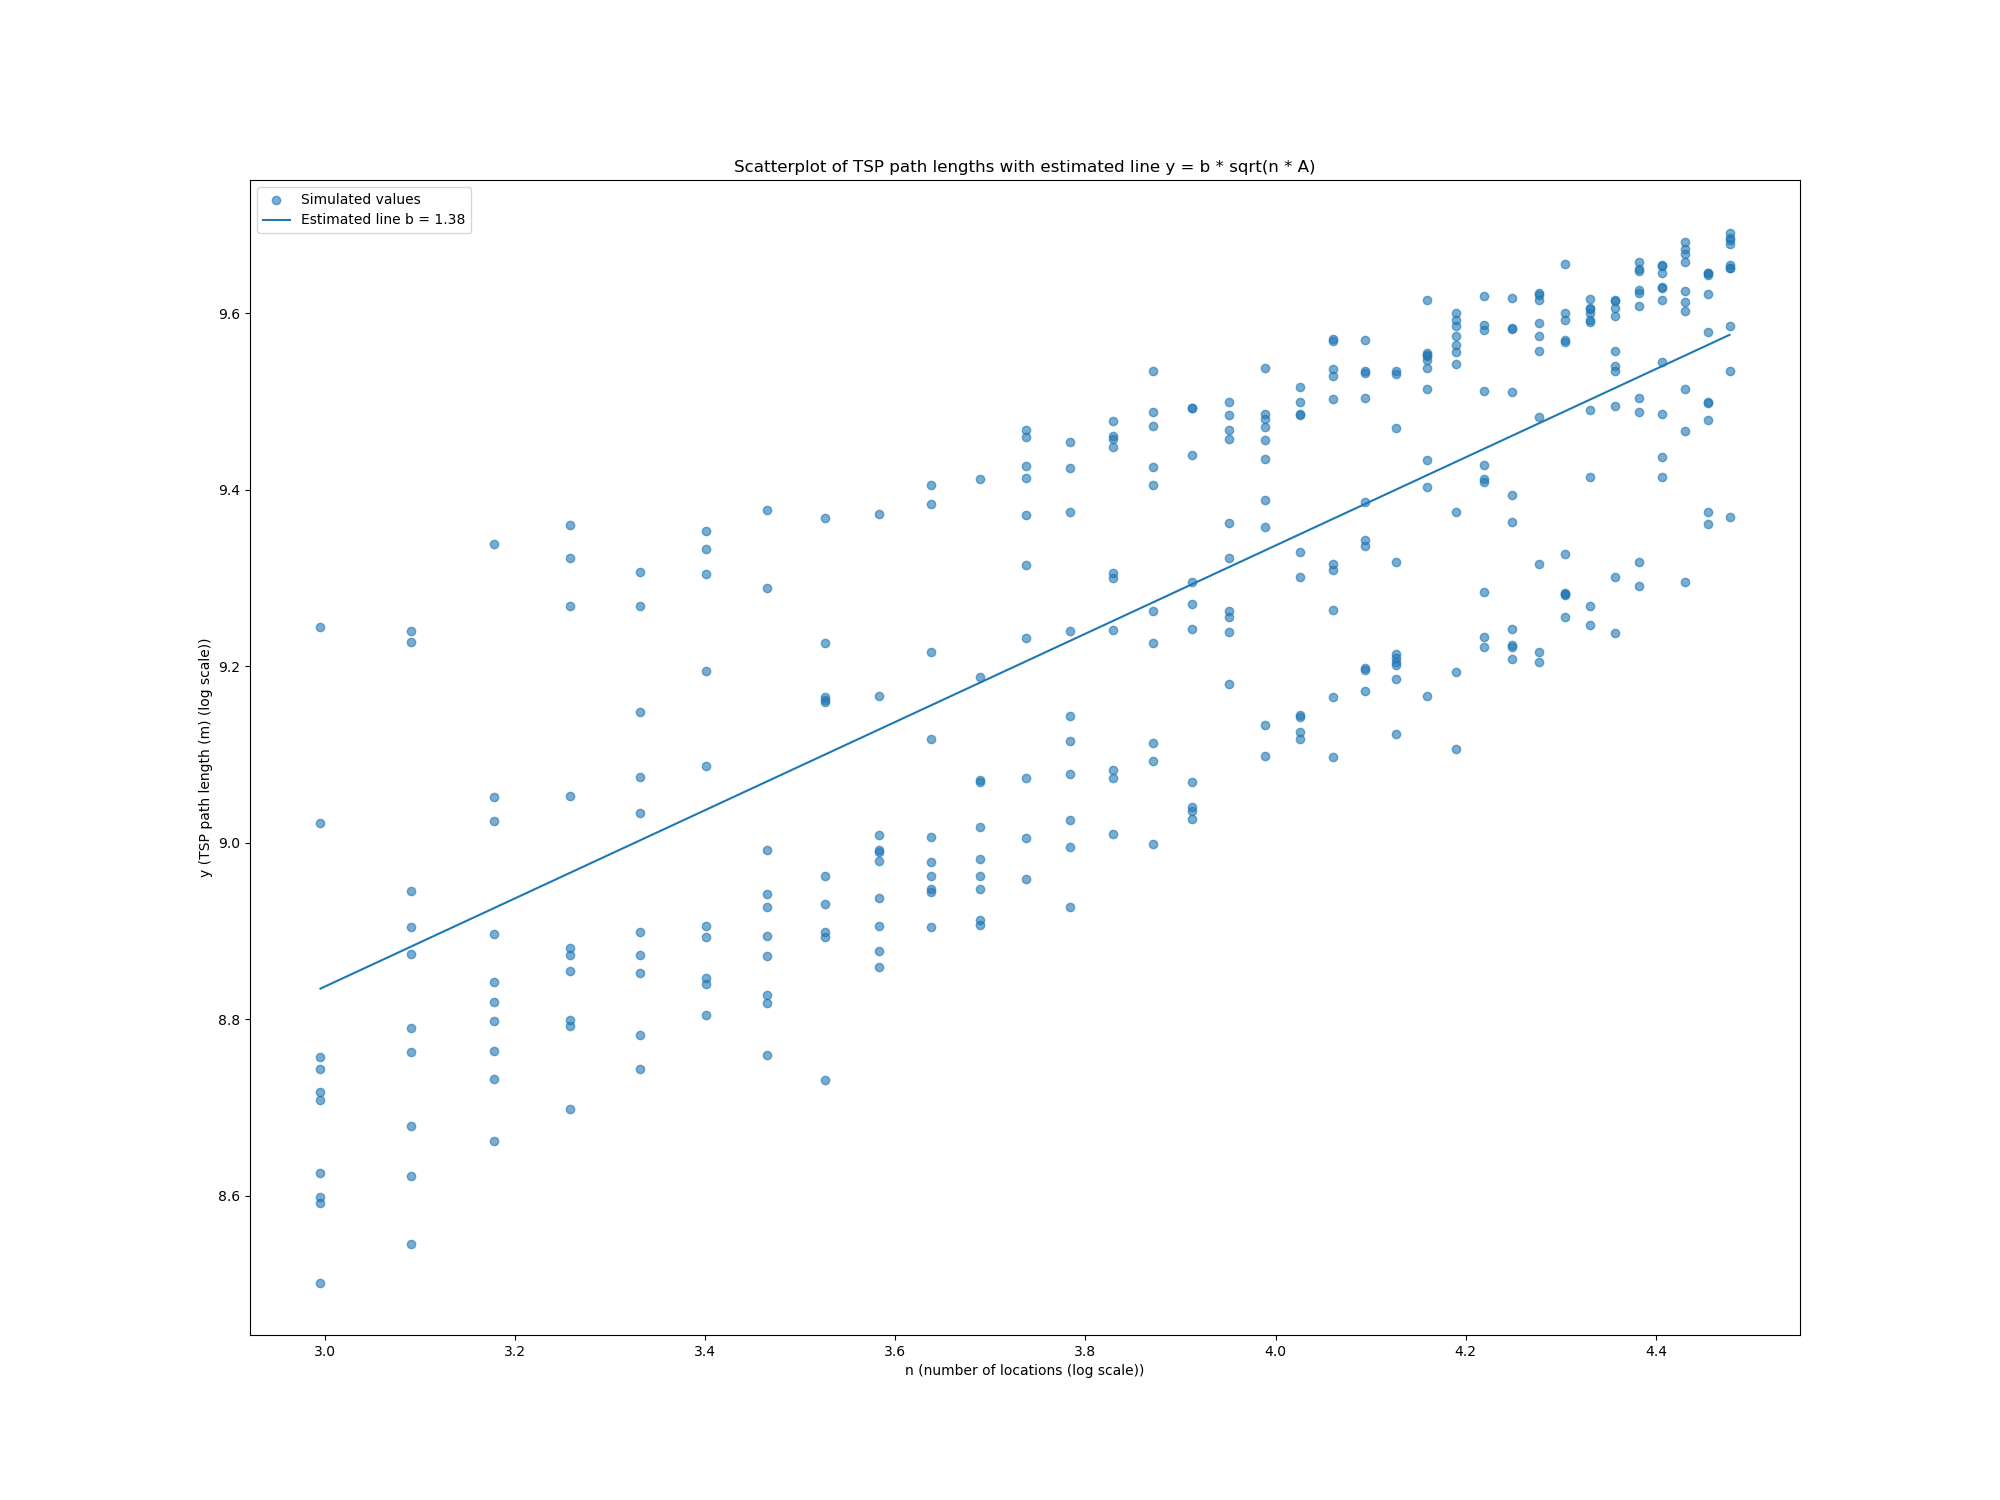 Scatterplot of TSP path lengths with estimated line y = b * sqrt(n * A)
Simulated values
Estimated line b = 1.38
y (TSP path length (m) (log scale))
9.6
9.4
9.2
9.0
8.8
8.6
3.0 3.2 3.4 3.6 3.8 4.0 4.2 4.4
n (number of locations (log scale))